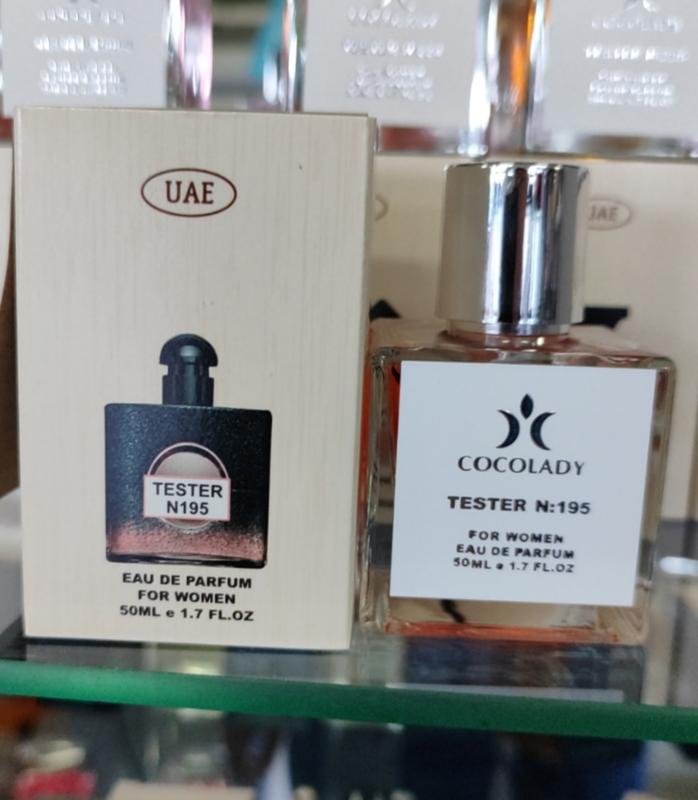 UAE
TESTER
N195
EAU DE PARFUM
FOR WOMEN
50ML e 1.7 FL.OZ
UAE
COCOLADY
TESTER N:195
FOR WOMEN
EAU DE PARFUM
50ML e 1.7 FL.OZ